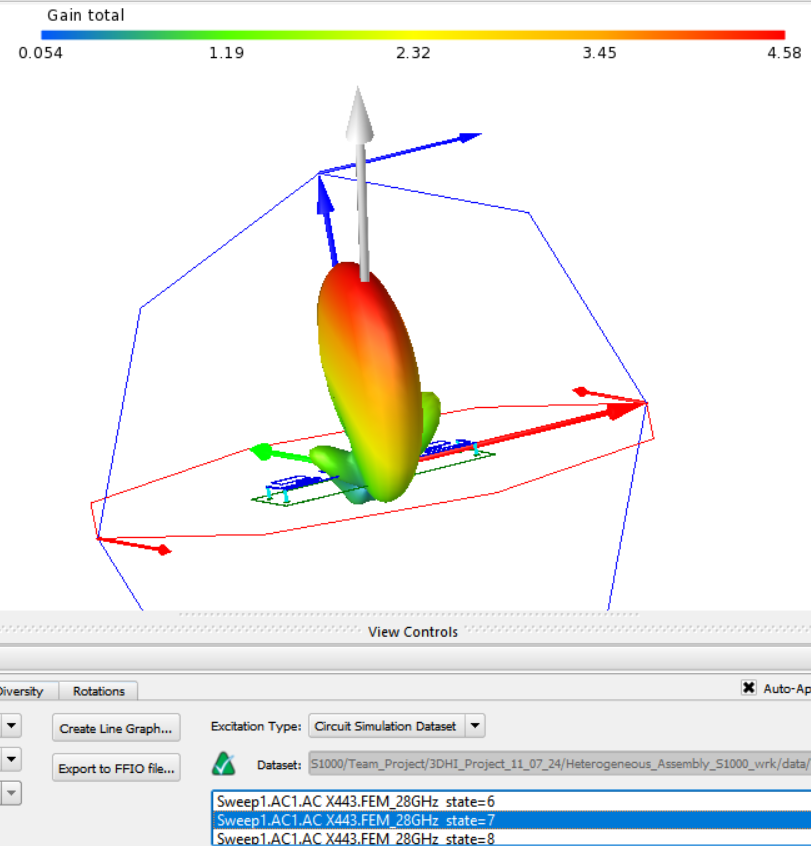 Gain total
0.054 1.19 2.32 3.45 4.58
View Controls
Diversity Rotations Auto-Ap
Create Line Graph... Excitation Type: Circuit Simulation Dataset
Export to FFIO file... Dataset: S1000/Team_Project/3DHI_Project_11_07_24/Heterogeneous_Assembly_S1000_wrk/data/
Sweep1.AC1.AC X443.FEM_28GHz state=6
Sweep1.AC1.AC X443.FEM_28GHz state=7
Sweep1.AC1.AC X443.FEM_28GHz state=8